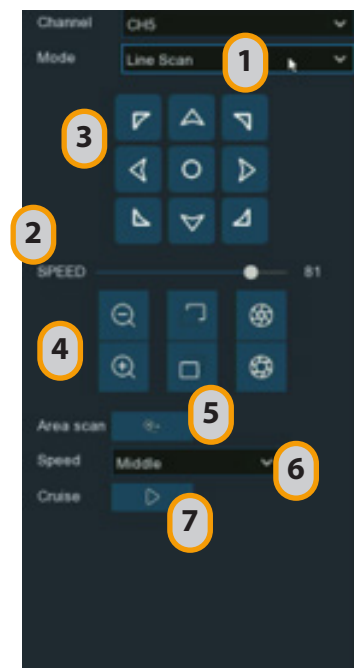 Channel CH5
Mode Line Scan 1
3
2
SPEED 81
4
5
Area scan
Speed Middle 6
Cruise 7